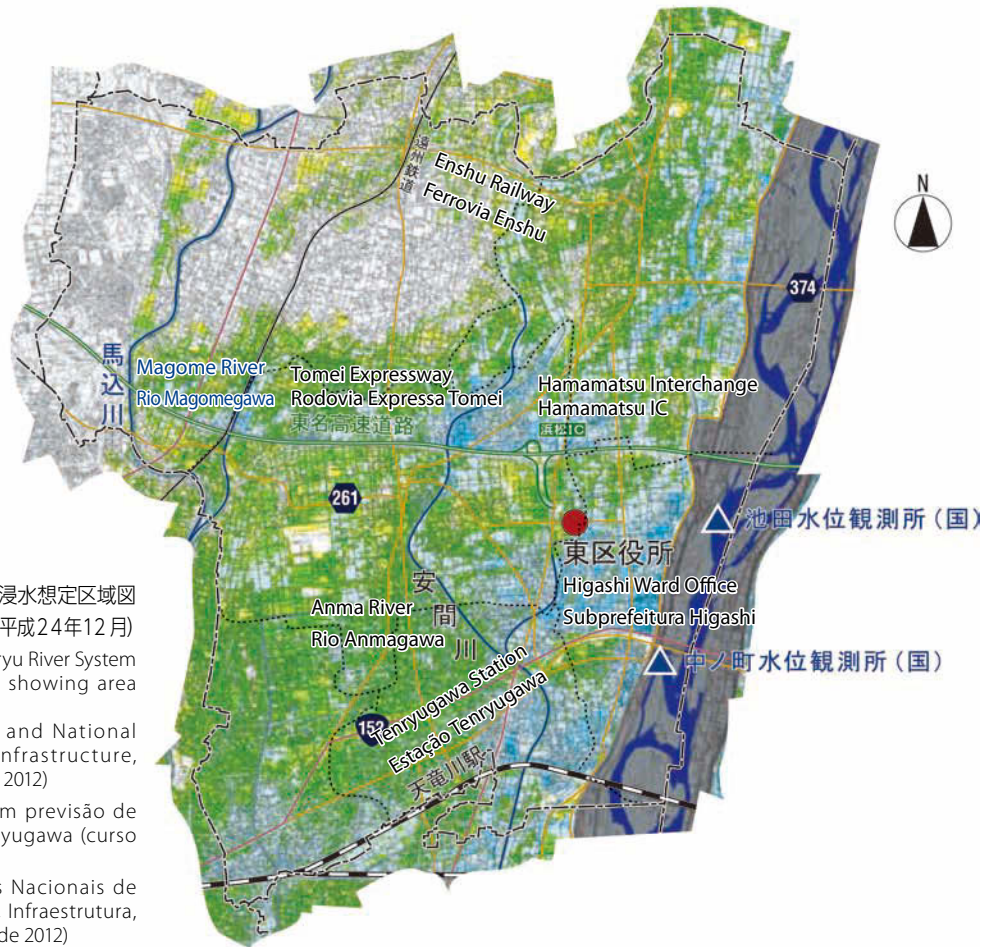 遠州鉄道
Enshu Railway
Ferrovia Enshu
N
374
馬込川
Magome River
Rio Magomegawa
Tomei Expressway
Rodovia Expressa Tomei
東名高速道路
Hamamatsu Interchange
Hamamatsu IC
浜松IC
261
池田水位観測所(国)
東区役所
Higashi Ward Office
Subprefeitura Higashi
安間川
Anma River
Rio Anmagawa
中ノ町水位観測所(国)
152
Tenryugawa Station
Estação Tenryugawa
天竜川駅
浸水想定区域図
平成24年12月)
ryu River System
showing area
and National
nfrastructure,
2012)
m previsão de
yugawa (curso
s Nacionais de
Infraestrutura,
de 2012)